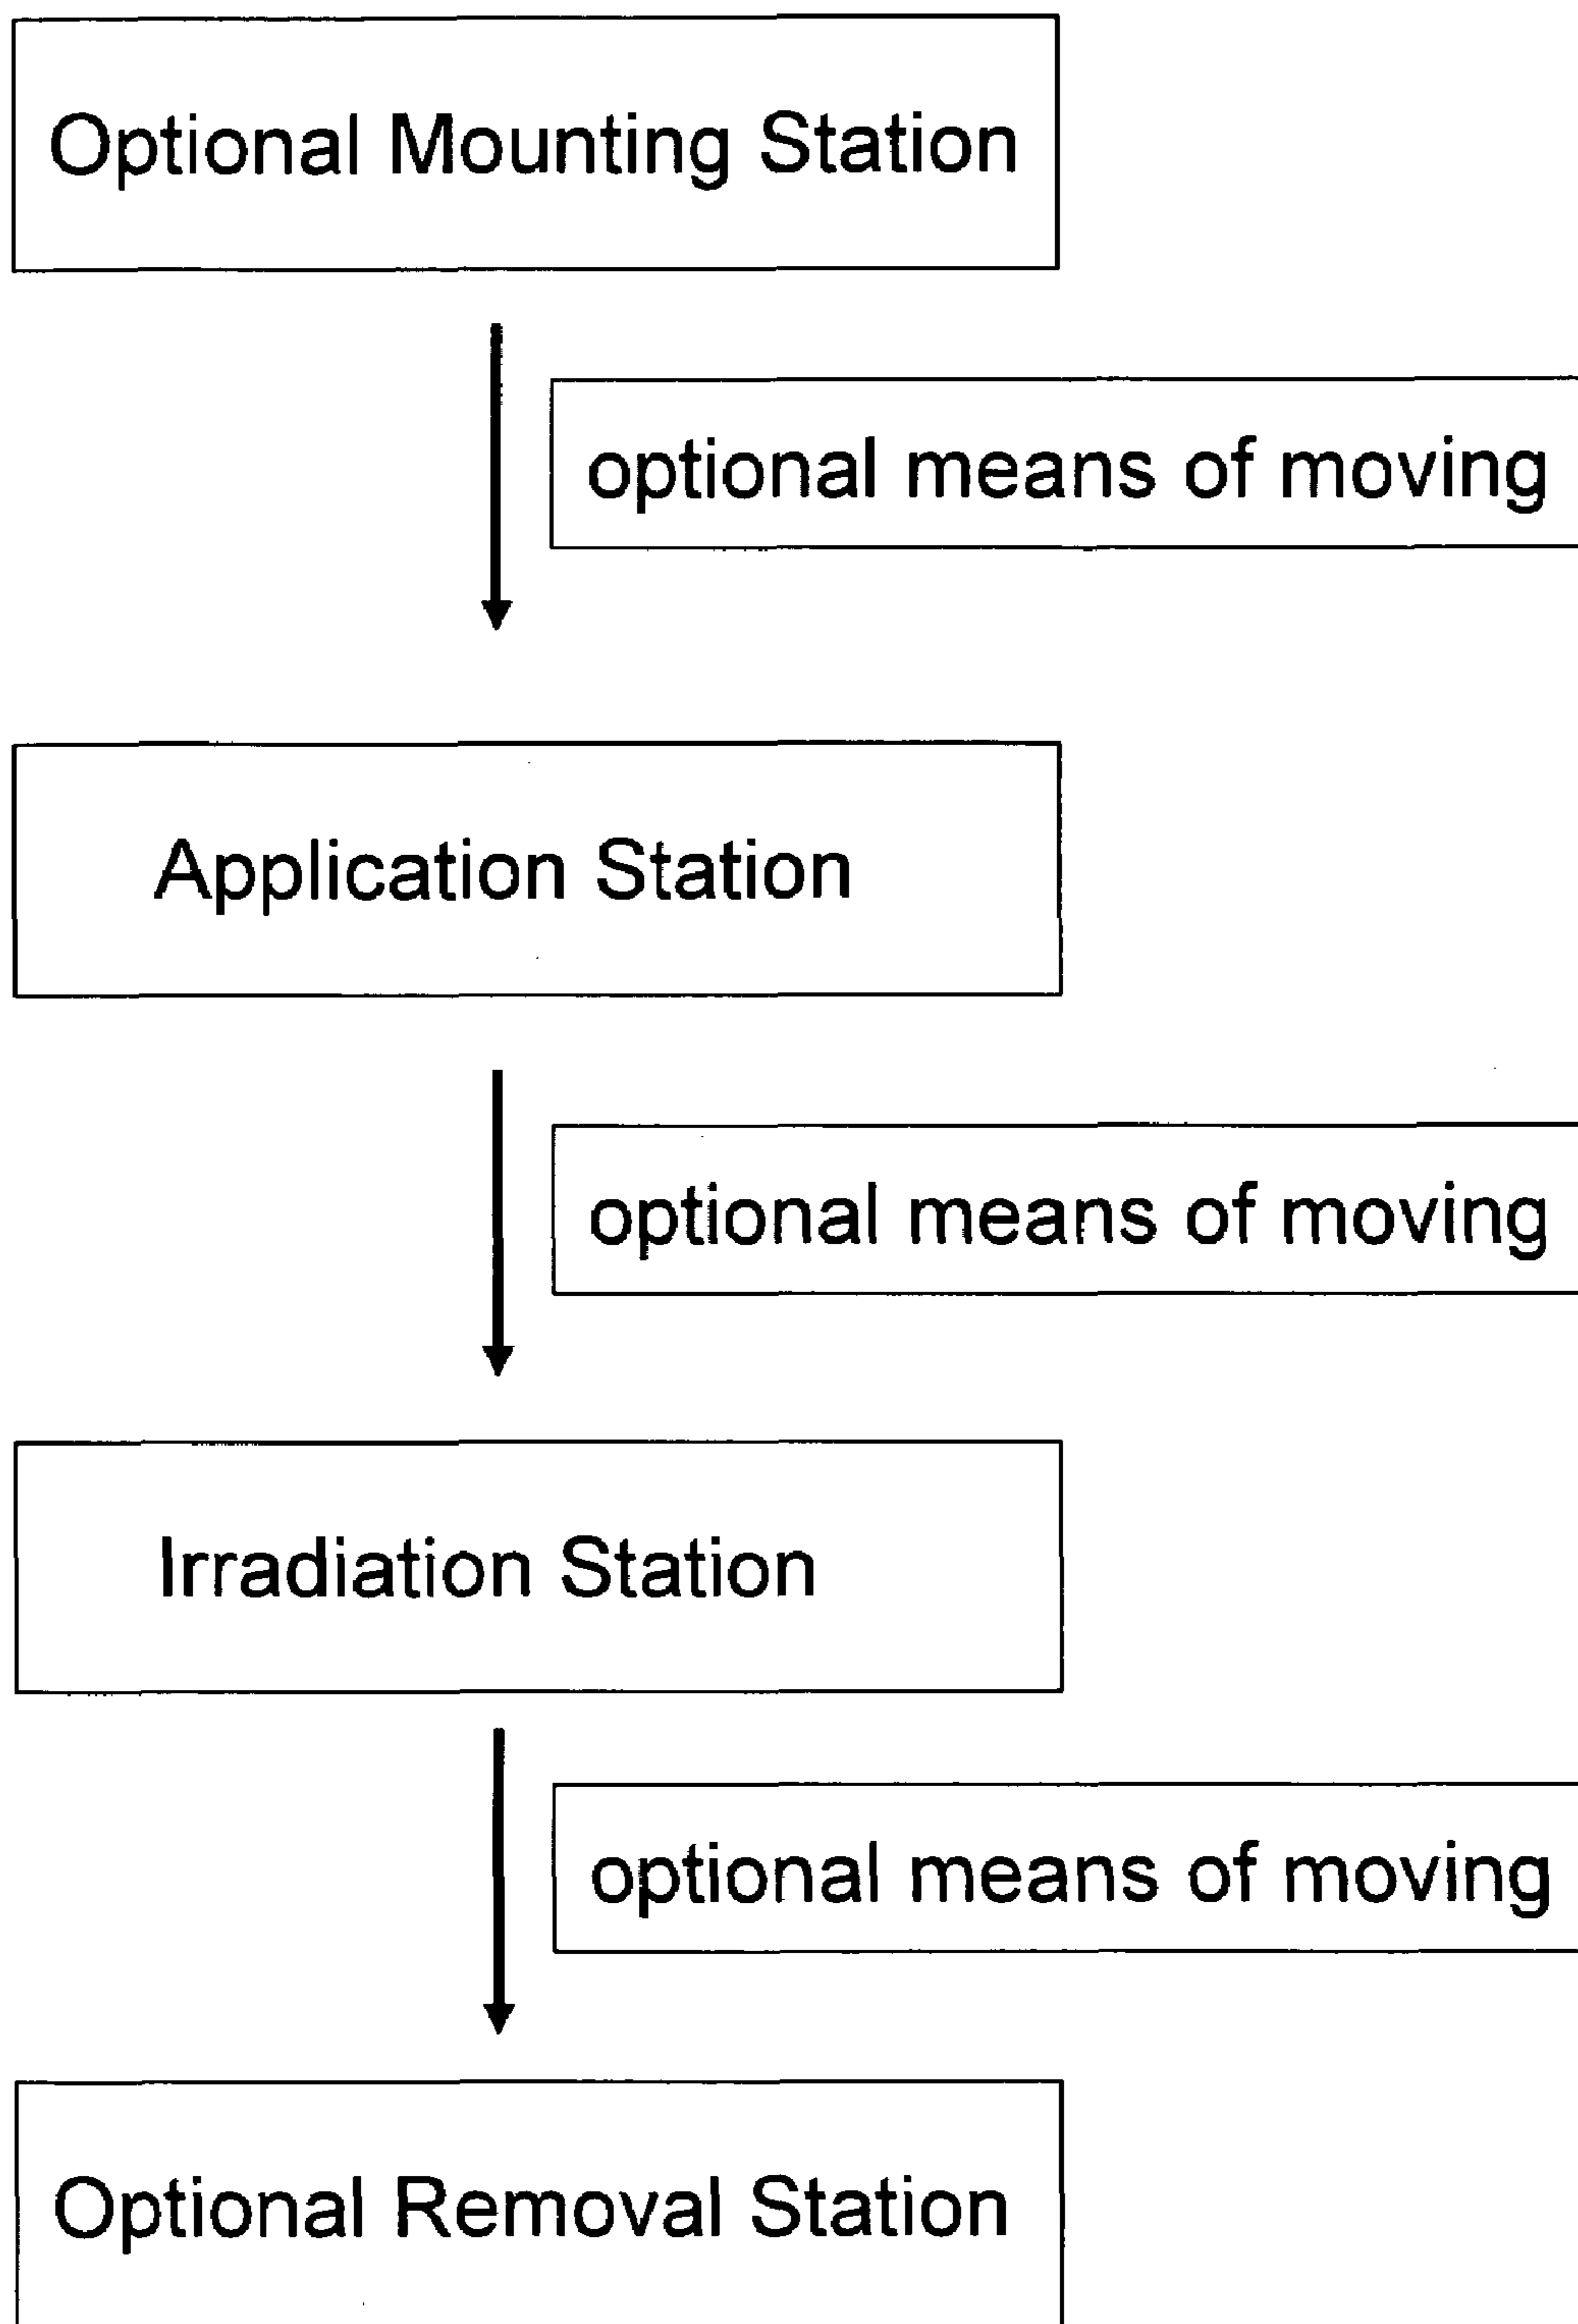 Optional Mounting Station
optional means of moving
Application Station
optional means of moving
Irradiation Station
optional means of moving
Optional Removal Station